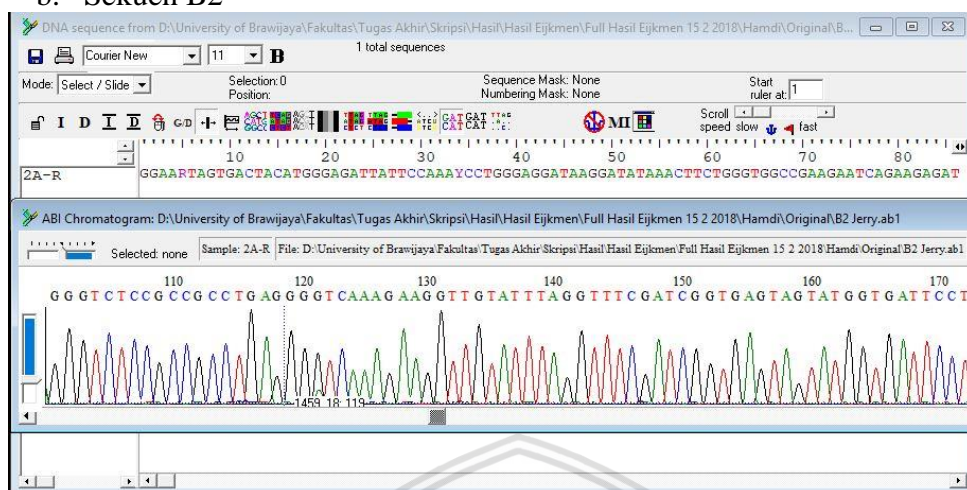 b. Sekuen B2
DNA sequence from D:\University of Brawijaya\Fakultas\Tugas Akhir\Skripsi\Hasil\Hasil Eijkmen\Full Hasil Eijkmen 15 2 2018\Hamdi\Original\B...
Courier New 11 B 1 total sequences
Mode: Select / Slide Selection: 0 Sequence Mask: None Start
Position: Numbering Mask: None ruler at: 1
I D I D G/D MI Scroll
speed slow fast
10 20 30 40 50 60 70 80
2A-R GGAARTAGTGACTACATGGGAGATTATTCCAAAYCCTGGGAGGATAAGGATATAAACTTCTGGGTGGCCGAAGAATCAGAAGAGAT
ABI Chromatogram: D:\University of Brawijaya\Fakultas\Tugas Akhir\Skripsi\Hasil\Hasil Eijkmen\Full Hasil Eijkmen 15 2 2018\Hamdi\Original\B2 Jerry.ab1
Selected: none Sample: 2A-R File: D:\University of Brawijaya\Fakultas\Tugas Akhir\Skripsi\Hasil\Hasil Eijkmen\Full Hasil Eijkmen 15 2 2018\Hamdi\Original\B2 Jerry.ab1
110 120 130 140 150 160 170
GGGTCTCCGCCGCCTGAGGGGTCAAAGAAGGTTGTATTTAGGTTTCGATCGGTGAGTAGTATGGTGATTCCT
1459, 18: 119